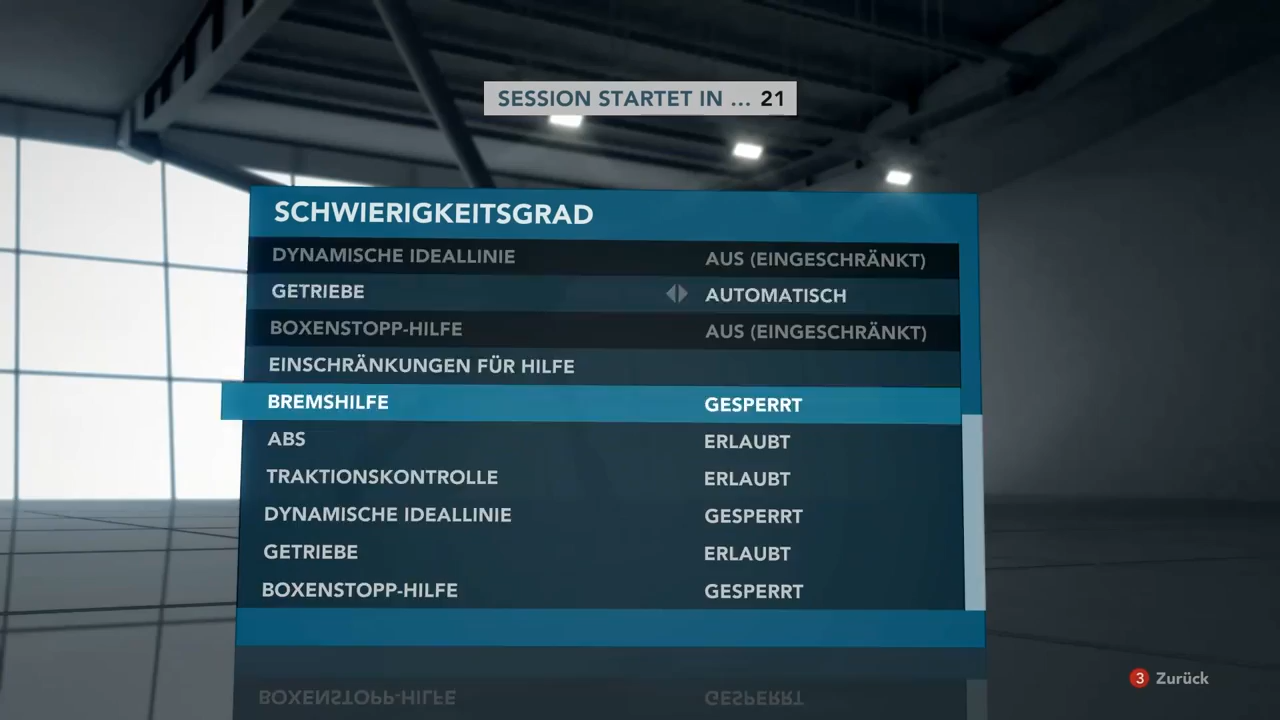 SESSION STARTET IN ... 21
SCHWIERIGKEITSGRAD
DYNAMISCHE IDEALLINIE AUS (EINGESCHRÄNKT)
GETRIEBE AUTOMATISCH
BOXENSTOPP-HILFE AUS (EINGESCHRÄNKT)
EINSCHRÄNKUNGEN FÜR HILFE
BREMSHILFE GESPERRT
ABS ERLAUBT
TRAKTIONSKONTROLLE ERLAUBT
DYNAMISCHE IDEALLINIE GESPERRT
GETRIEBE ERLAUBT
BOXENSTOPP-HILFE GESPERRT
3 Zurück
BOXENSTOPP-HILFE GESPERRT